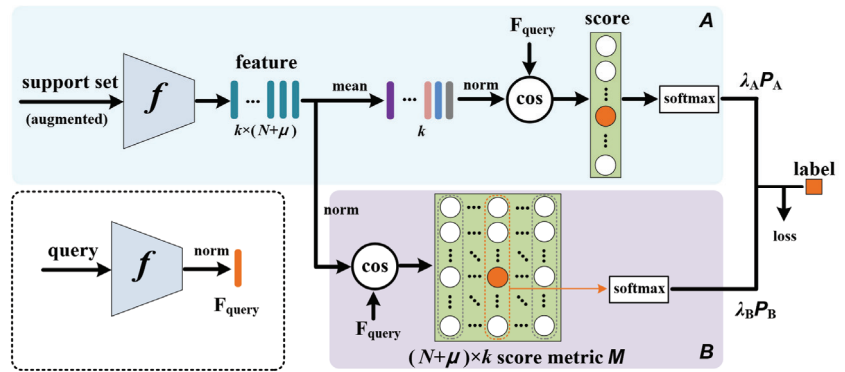 A
support set
(augmented)
f
feature
...
k×(N+μ)
mean
...
k
norm
F_query
cos
score
softmax
λ_A P_A
label
loss
query
f
norm
F_query
norm
cos
F_query
(N+μ)×k score metric M
softmax
λ_B P_B
B